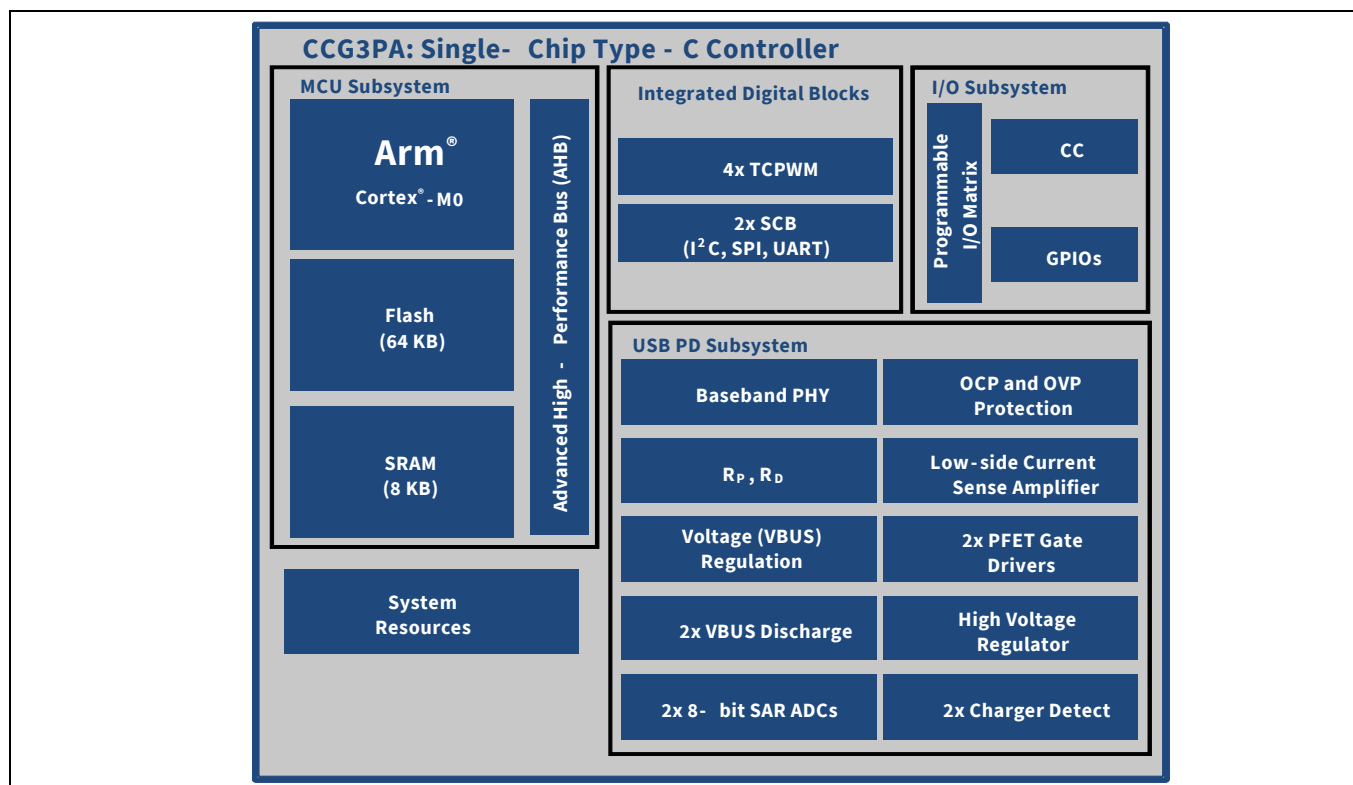 CCG3PA: Single- Chip Type - C Controller
MCU Subsystem
Arm®
Cortex® - M0
Flash
(64 KB)
SRAM
(8 KB)
Advanced High - Performance Bus (AHB)
System
Resources
Integrated Digital Blocks
4x TCPWM
2x SCB
(I²C, SPI, UART)
I/O Subsystem
Programmable
I/O Matrix
CC
GPIOs
USB PD Subsystem
Baseband PHY
OCP and OVP
Protection
RP, RD
Low-side Current
Sense Amplifier
Voltage (VBUS)
Regulation
2x PFET Gate
Drivers
2x VBUS Discharge
High Voltage
Regulator
2x 8- bit SAR ADCs
2x Charger Detect